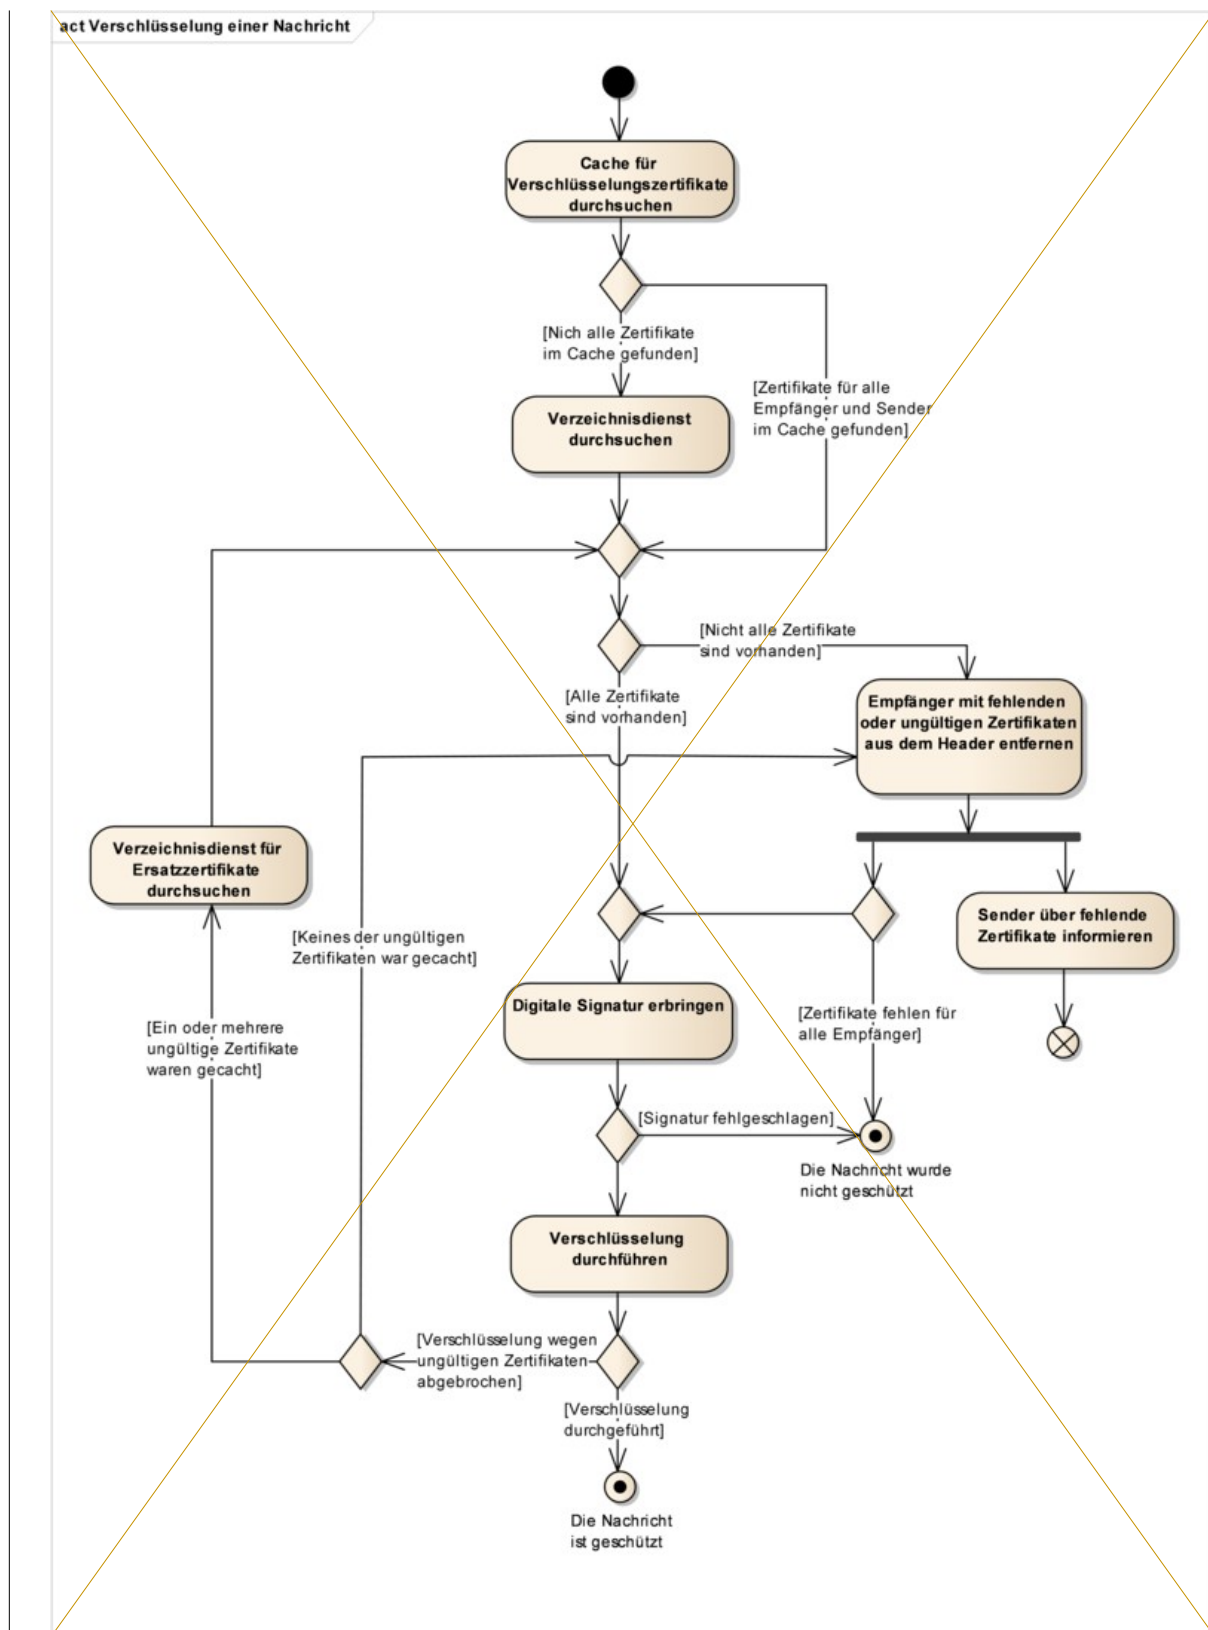 act Verschlüsselung einer Nachricht
Cache für
Verschlüsselungszertifikate
durchsuchen
[Nich alle Zertifikate
im Cache gefunden]
[Zertifikate für alle
Empfänger und Sender
im Cache gefunden]
Verzeichnisdienst
durchsuchen
[Nicht alle Zertifikate
sind vorhanden]
[Alle Zertifikate
sind vorhanden]
Empfänger mit fehlenden
oder ungültigen Zertifikaten
aus dem Header entfernen
Verzeichnisdienst für
Ersatzzertifikate
durchsuchen
Sender über fehlende
Zertifikate informieren
[Keines der ungültigen
Zertifikaten war gecacht]
Digitale Signatur erbringen
[Zertifikate fehlen für
alle Empfänger]
[Ein oder mehrere
ungültige Zertifikate
waren gecacht]
[Signatur fehlgeschlagen]
Die Nachricht wurde
nicht geschützt
Verschlüsselung
durchführen
[Verschlüsselung wegen
ungültigen Zertifikaten
abgebrochen]
[Verschlüsselung
durchgeführt]
Die Nachricht
ist geschützt